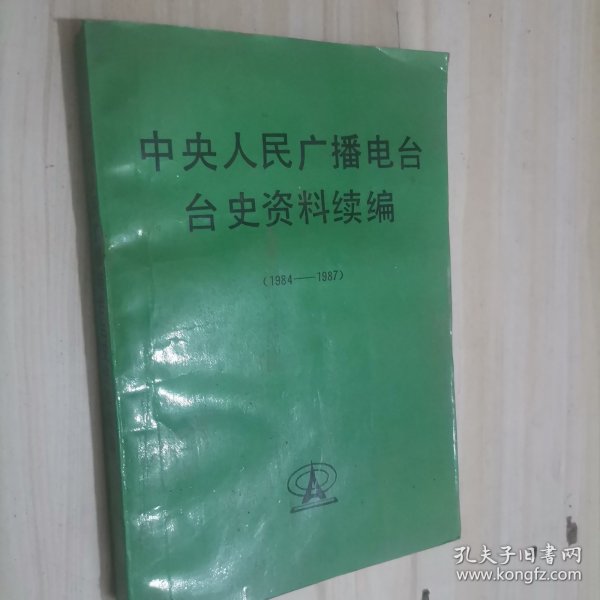 中央人民广播电台
台史资料续编
(1984——1987)
孔夫子旧书网
www.kongfz.com